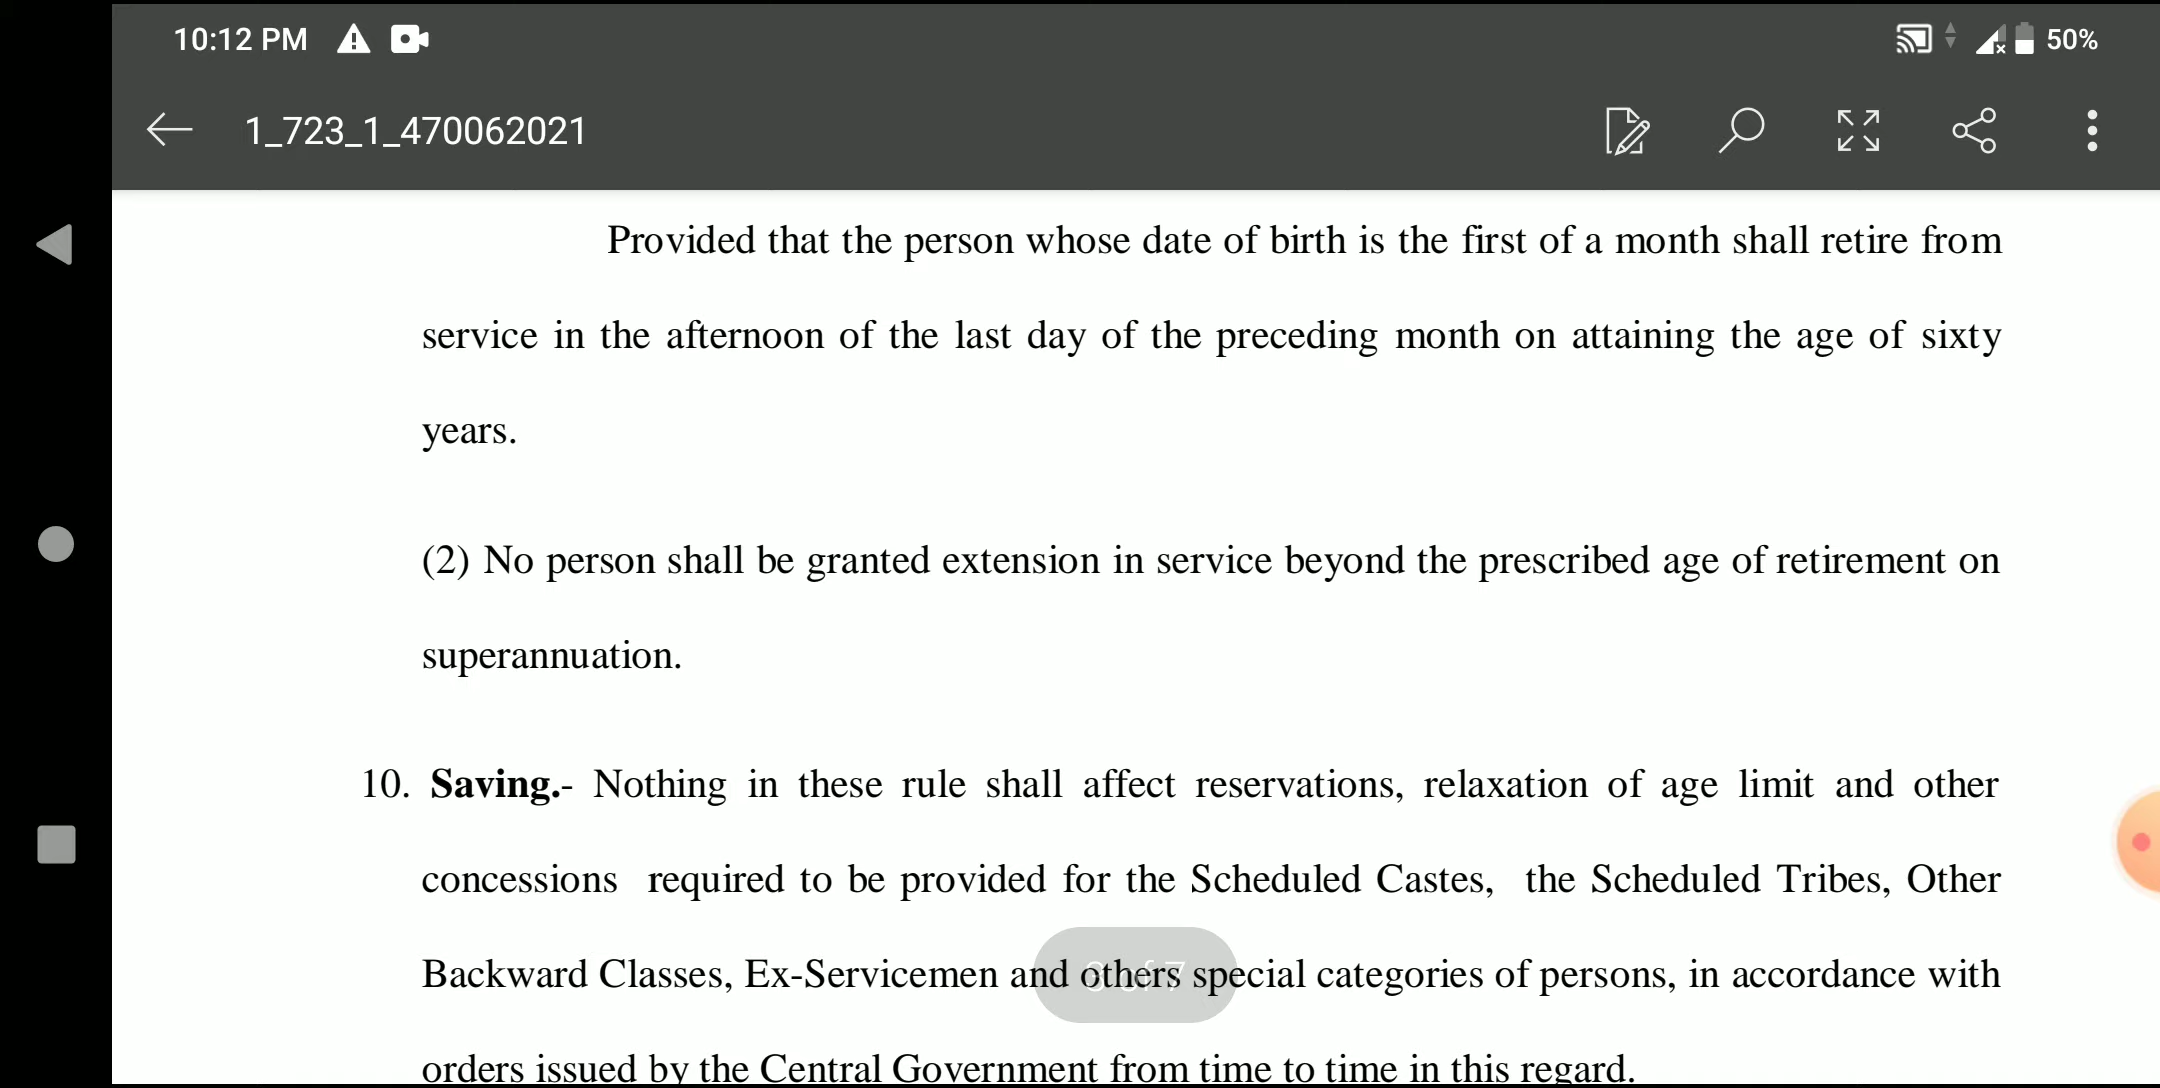 10:12 PM
50%
1_723_1_470062021
Provided that the person whose date of birth is the first of a month shall retire from
service in the afternoon of the last day of the preceding month on attaining the age of sixty
years.
(2) No person shall be granted extension in service beyond the prescribed age of retirement on
superannuation.
10. Saving.- Nothing in these rule shall affect reservations, relaxation of age limit and other
concessions required to be provided for the Scheduled Castes, the Scheduled Tribes, Other
Backward Classes, Ex-Servicemen and others special categories of persons, in accordance with
orders issued by the Central Government from time to time in this regard.